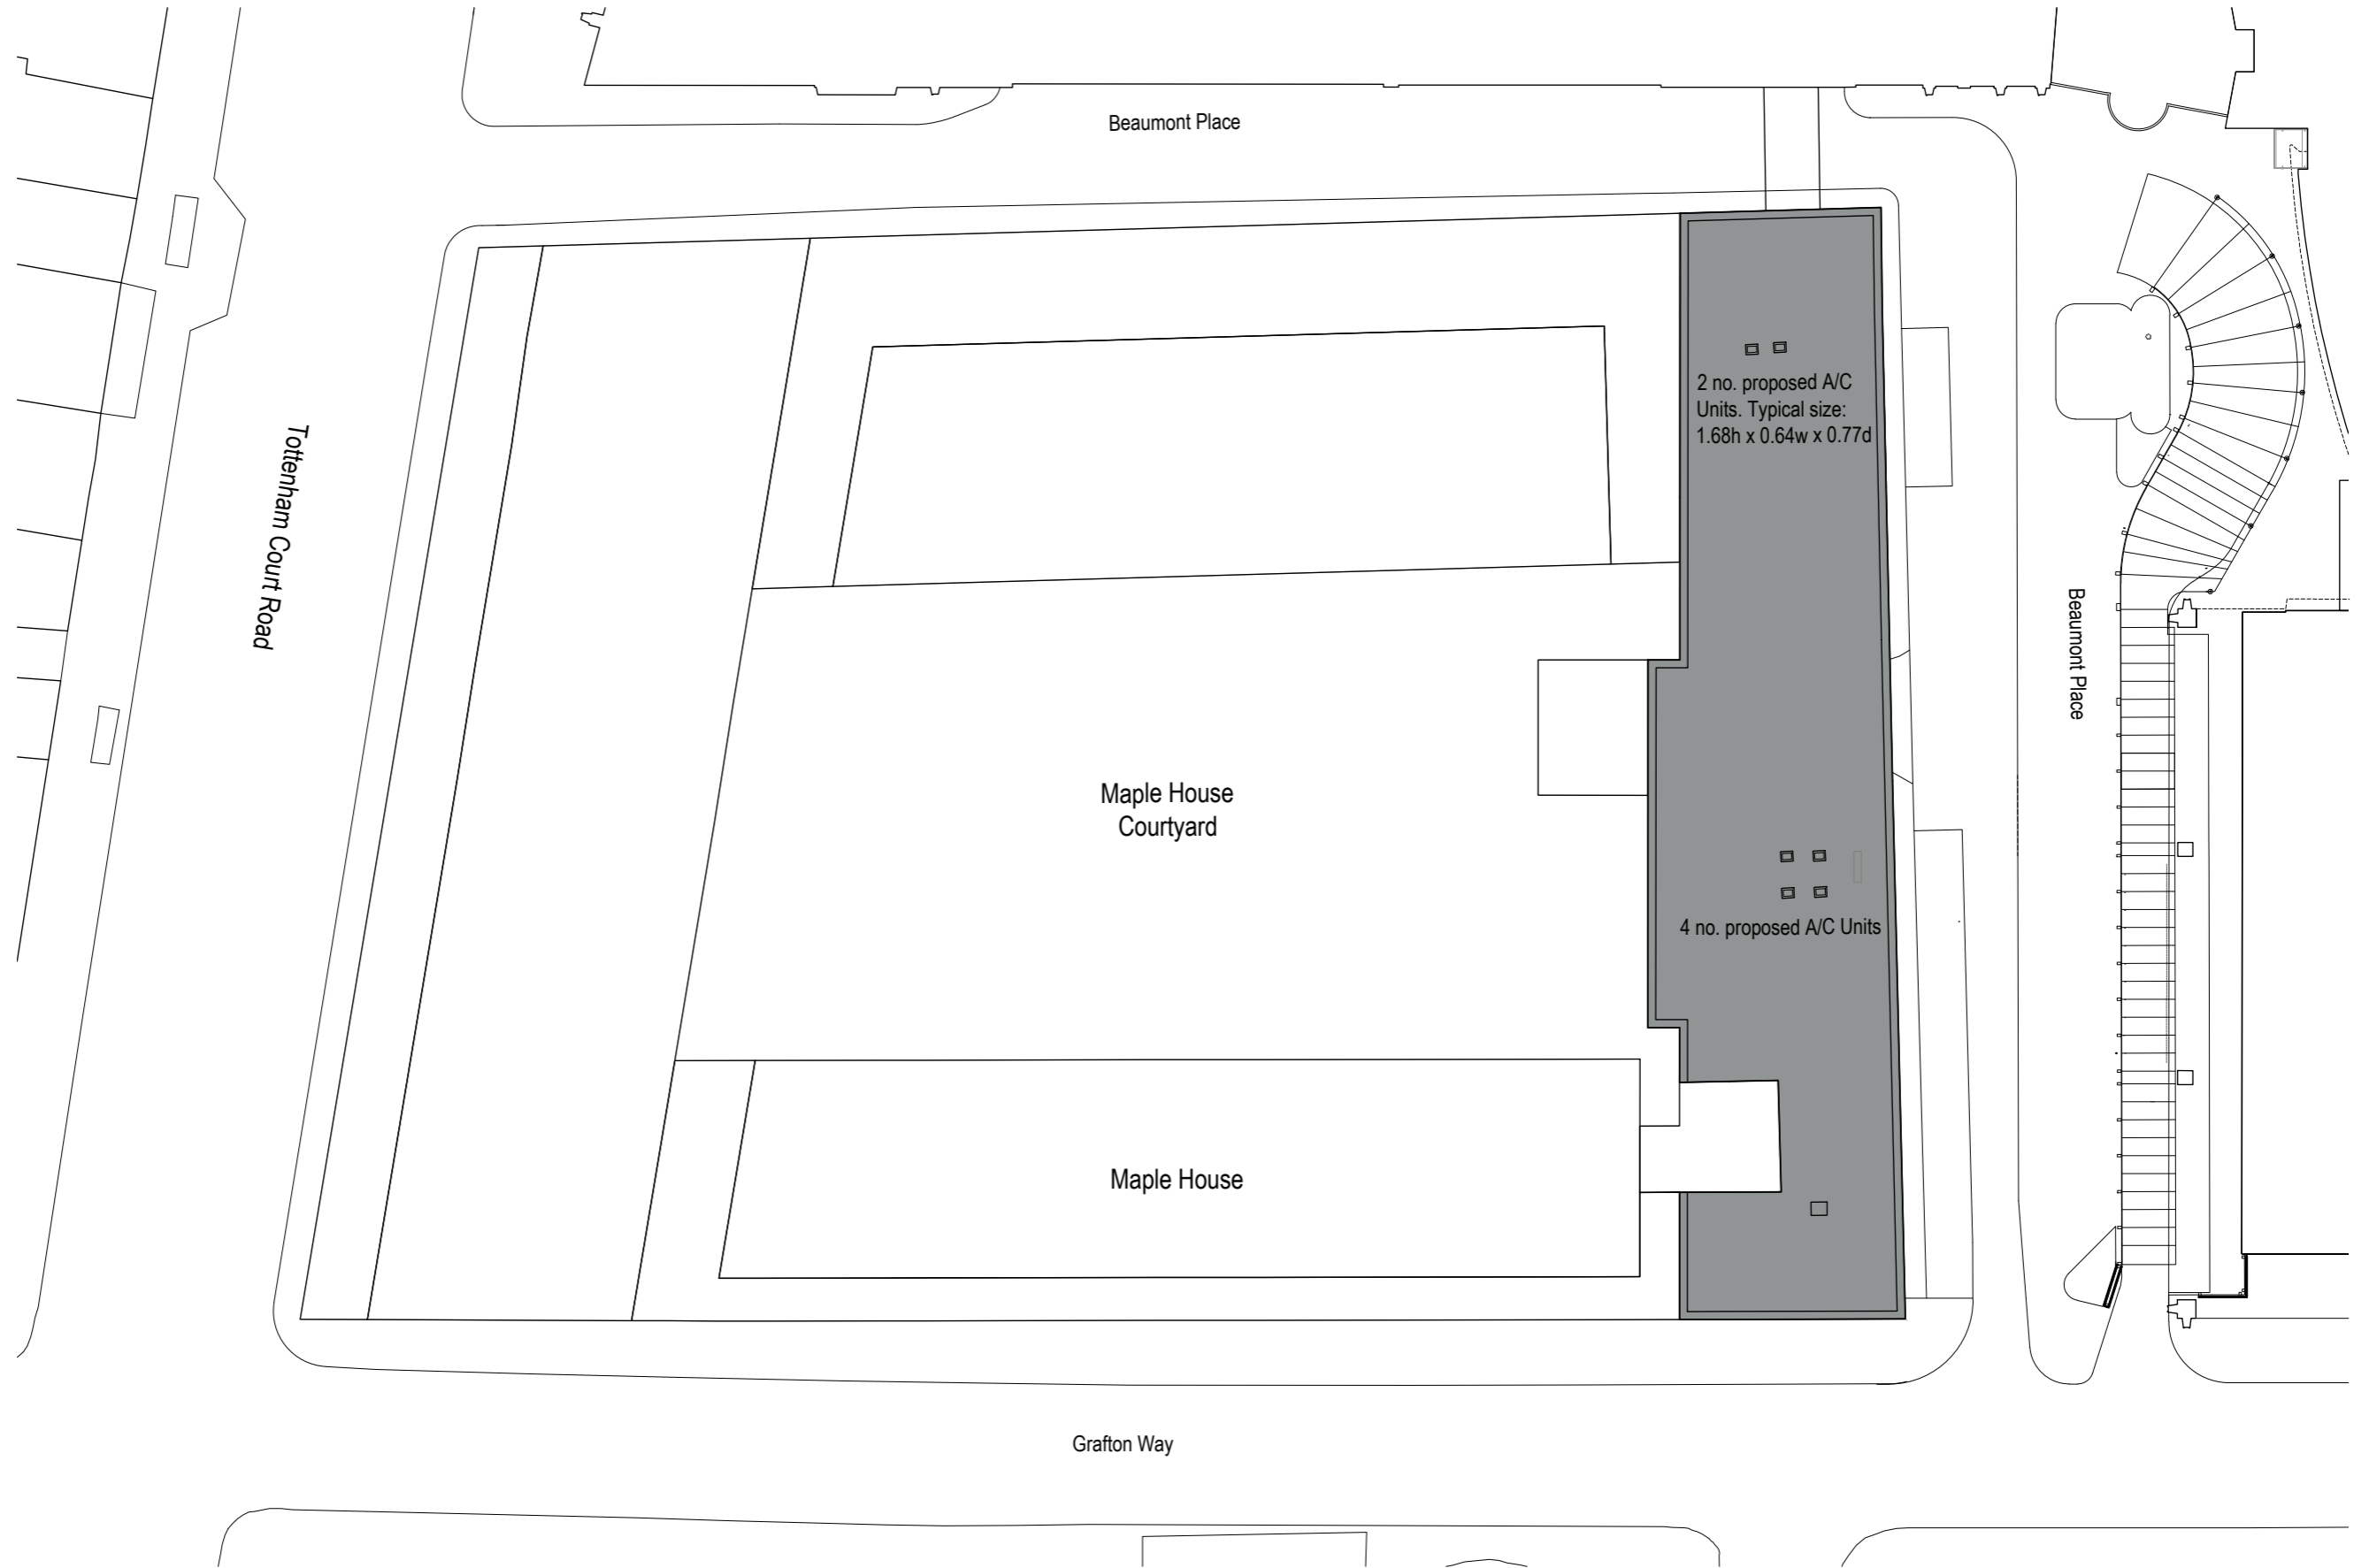 Beaumont Place
2 no. proposed A/C
Units. Typical size:
1.68h x 0.64w x 0.77d
Tottenham Court Road
Beaumont Place
Maple House
Courtyard
4 no. proposed A/C Units
Maple House
Grafton Way